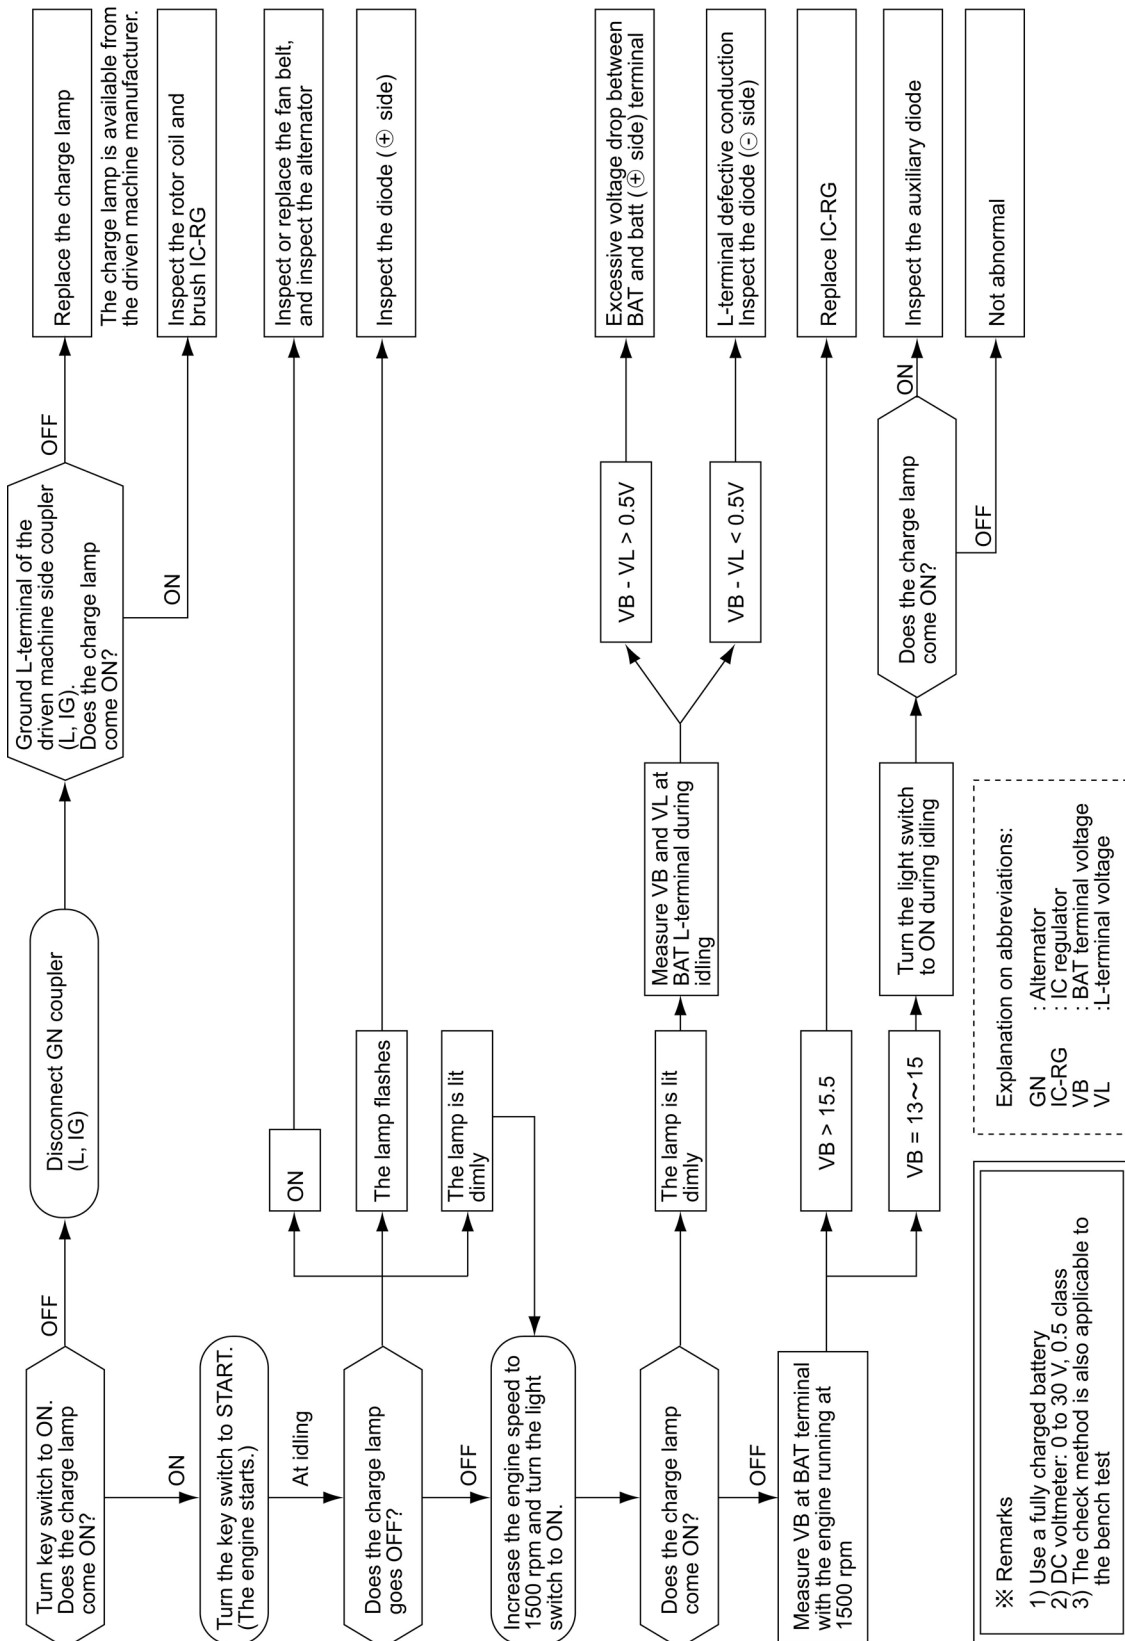 Turn key switch to ON.
Does the charge lamp
come ON?
OFF
Disconnect GN coupler
(L, IG)
Ground L-terminal of the
driven machine side coupler
(L, IG).
Does the charge lamp
come ON?
OFF
Replace the charge lamp
The charge lamp is available from
the driven machine manufacturer.
ON
Inspect the rotor coil and
brush IC-RG
ON
Turn the key switch to START.
(The engine starts.)
At idling
Does the charge lamp
goes OFF?
ON
Inspect or replace the fan belt,
and inspect the alternator
The lamp flashes
Inspect the diode (⊕ side)
The lamp is lit
dimly
OFF
Increase the engine speed to
1500 rpm and turn the light
switch to ON.
Does the charge lamp
come ON?
The lamp is lit
dimly
Measure VB and VL at
BAT L-terminal during
idling
VB - VL > 0.5V
Excessive voltage drop between
BAT and batt (⊕ side) terminal
VB - VL < 0.5V
L-terminal defective conduction
Inspect the diode (⊖ side)
OFF
Measure VB at BAT terminal
with the engine running at
1500 rpm
VB > 15.5
Replace IC-RG
VB = 13～15
Turn the light switch
to ON during idling
Does the charge lamp
come ON?
ON
Inspect the auxiliary diode
OFF
Not abnormal
※ Remarks
1) Use a fully charged battery
2) DC voltmeter: 0 to 30 V, 0.5 class
3) The check method is also applicable to
the bench test
Explanation on abbreviations:
GN : Alternator
IC-RG : IC regulator
VB : BAT terminal voltage
VL :L-terminal voltage